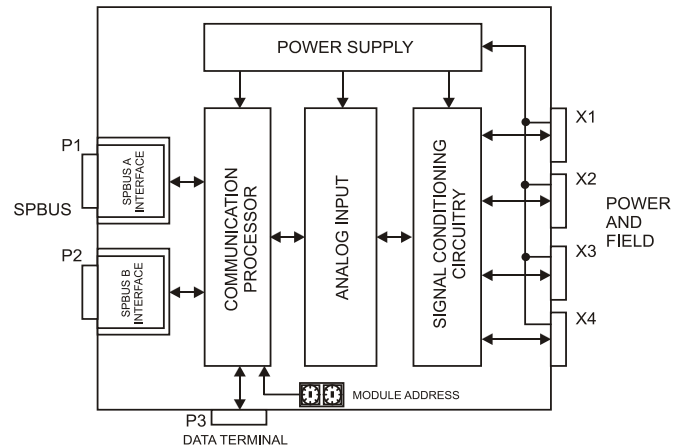 POWER SUPPLY
P1
SPBUS A
INTERFACE
SPBUS
P2
SPBUS B
INTERFACE
COMMUNICATION
PROCESSOR
ANALOG INPUT
SIGNAL CONDITIONING
CIRCUITRY
X1
X2
X3
X4
POWER
AND
FIELD
MODULE ADDRESS
P3
DATA TERMINAL